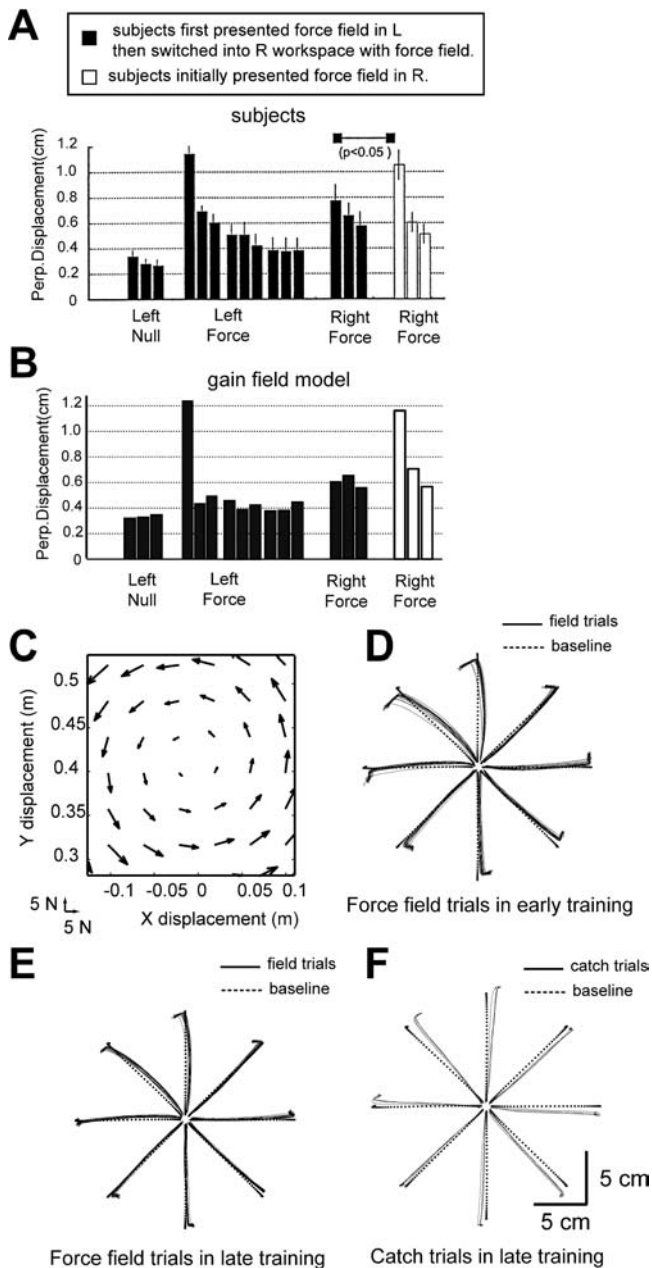 A
subjects first presented force field in L
then switched into R workspace with force field.
subjects initially presented force field in R.
subjects
Perp.Displacement(cm)
1.2
1.0
0.8
0.6
0.4
0.2
0
(p<0.05 )
Left
Null
Left
Force
Right
Force
Right
Force
B
gain field model
Perp.Displacement(cm)
1.2
1.0
0.8
0.6
0.4
0.2
0
Left
Null
Left
Force
Right
Force
Right
Force
C
Y displacement (m)
0.5
0.45
0.4
0.35
0.3
-0.1 -0.05 0 0.05 0.1
5 N
5 N
X displacement (m)
D
field trials
baseline
Force field trials in early training
E
field trials
baseline
Force field trials in late training
F
catch trials
baseline
5 cm
5 cm
Catch trials in late training